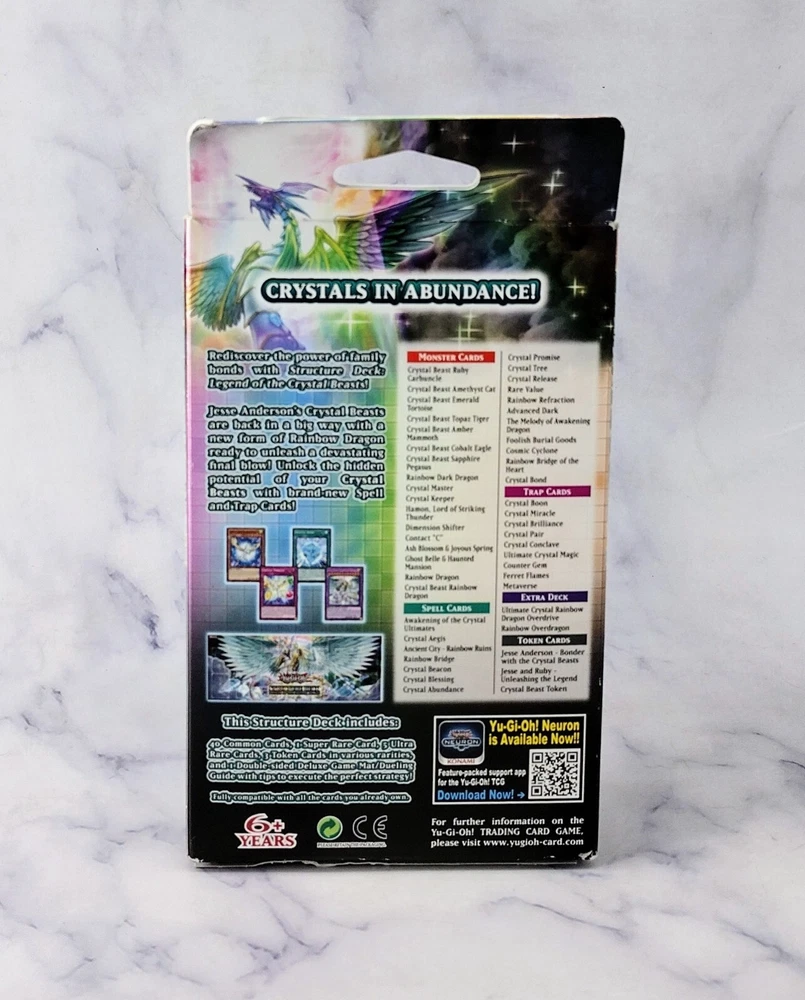 CRYSTALS IN ABUNDANCE!
Rediscover the power of family
bonds with Structure Deck:
Legend of the Crystal Beasts!
Jesse Anderson's Crystal Beasts
are back in a big way with a
new form of Rainbow Dragon
ready to unleash a devastating
final blow! Unlock the hidden
potential of your Crystal
Beasts with brand-new Spell
and Trap Cards!
MONSTER CARDS
Crystal Beast Ruby
Carbuncle
Crystal Beast Amethyst Cat
Crystal Beast Emerald
Tortoise
Crystal Beast Topaz Tiger
Crystal Beast Amber
Mammoth
Crystal Beast Cobalt Eagle
Crystal Beast Sapphire
Pegasus
Rainbow Dark Dragon
Crystal Master
Crystal Keeper
Hamon, Lord of Striking
Thunder
Dimension Shifter
Contact "C"
Ash Blossom & Joyous Spring
Ghost Belle & Haunted
Mansion
Rainbow Dragon
Crystal Beast Rainbow
Dragon
SPELL CARDS
Awakening of the Crystal
Ultimates
Crystal Aegis
Ancient City - Rainbow Ruins
Rainbow Bridge
Crystal Beacon
Crystal Blessing
Crystal Abundance
Crystal Promise
Crystal Tree
Crystal Release
Rare Value
Rainbow Refraction
Advanced Dark
The Melody of Awakening
Dragon
Foolish Burial Goods
Cosmic Cyclone
Rainbow Bridge of the
Heart
Crystal Bond
TRAP CARDS
Crystal Boon
Crystal Miracle
Crystal Brilliance
Crystal Pair
Crystal Conclave
Ultimate Crystal Magic
Counter Gem
Ferret Flames
Metaverse
EXTRA DECK
Ultimate Crystal Rainbow
Dragon Overdrive
Rainbow Overdragon
TOKEN CARDS
Jesse Anderson - Bonder
with the Crystal Beasts
Jesse and Ruby -
Unleashing the Legend
Crystal Beast Token
This Structure Deck includes:
40 Common Cards, 1 Super Rare Card, 5 Ultra
Rare Cards, 3 Token Cards in various rarities,
and 1 Double-sided Deluxe Game Mat/Dueling
Guide with tips to execute the perfect strategy!
Fully compatible with all the cards you already own.
NEURON
KONAMI
Yu-Gi-Oh! Neuron
is Available Now!!
Feature-packed support app
for the Yu-Gi-Oh! TCG
Download Now! →
6+
YEARS
CE
For further information on the
Yu-Gi-Oh! TRADING CARD GAME,
please visit www.yugioh-card.com